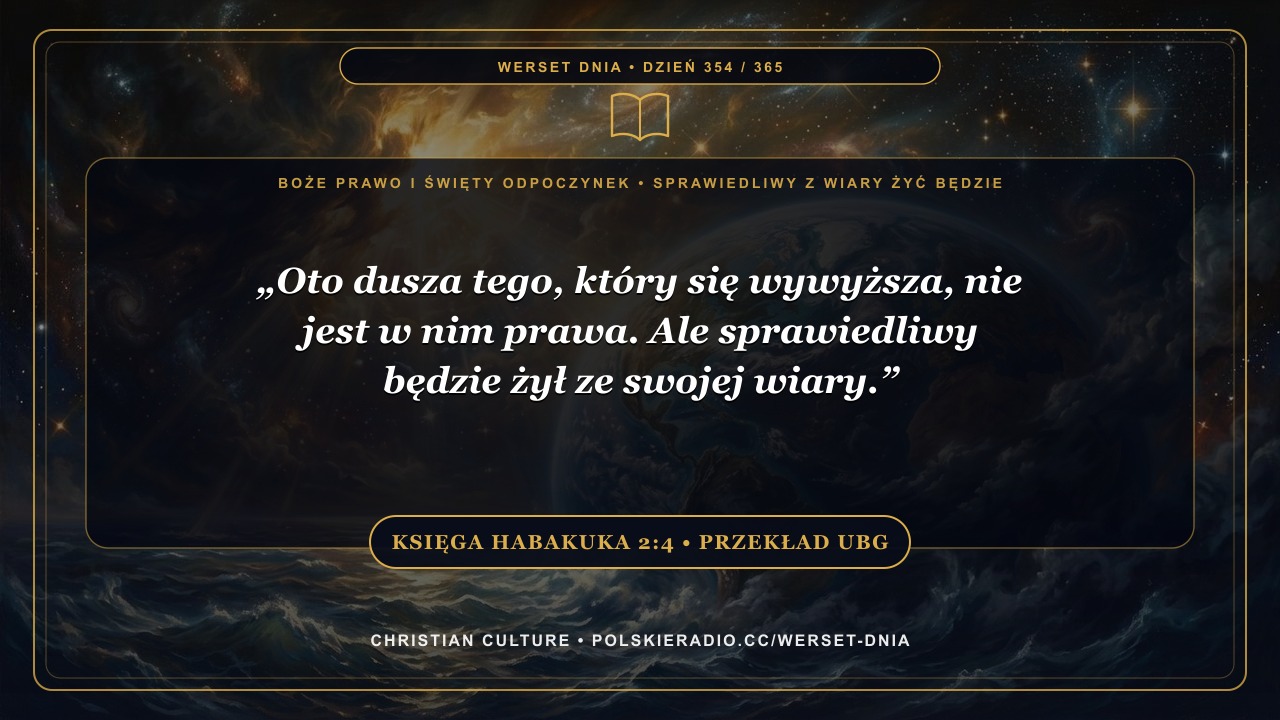 WERSET DNIA • DZIEŃ 354 / 365
BOŻE PRAWO I ŚWIĘTY ODPOCZYNEK • SPRAWIEDLIWY Z WIARY ŻYĆ BĘDZIE
„Oto dusza tego, który się wywyższa, nie
jest w nim prawa. Ale sprawiedliwy
będzie żył ze swojej wiary.”
KSIĘGA HABAKUKA 2:4 • PRZEKŁAD UBG
CHRISTIAN CULTURE • POLSKIERADIO.CC/WERSET-DNIA